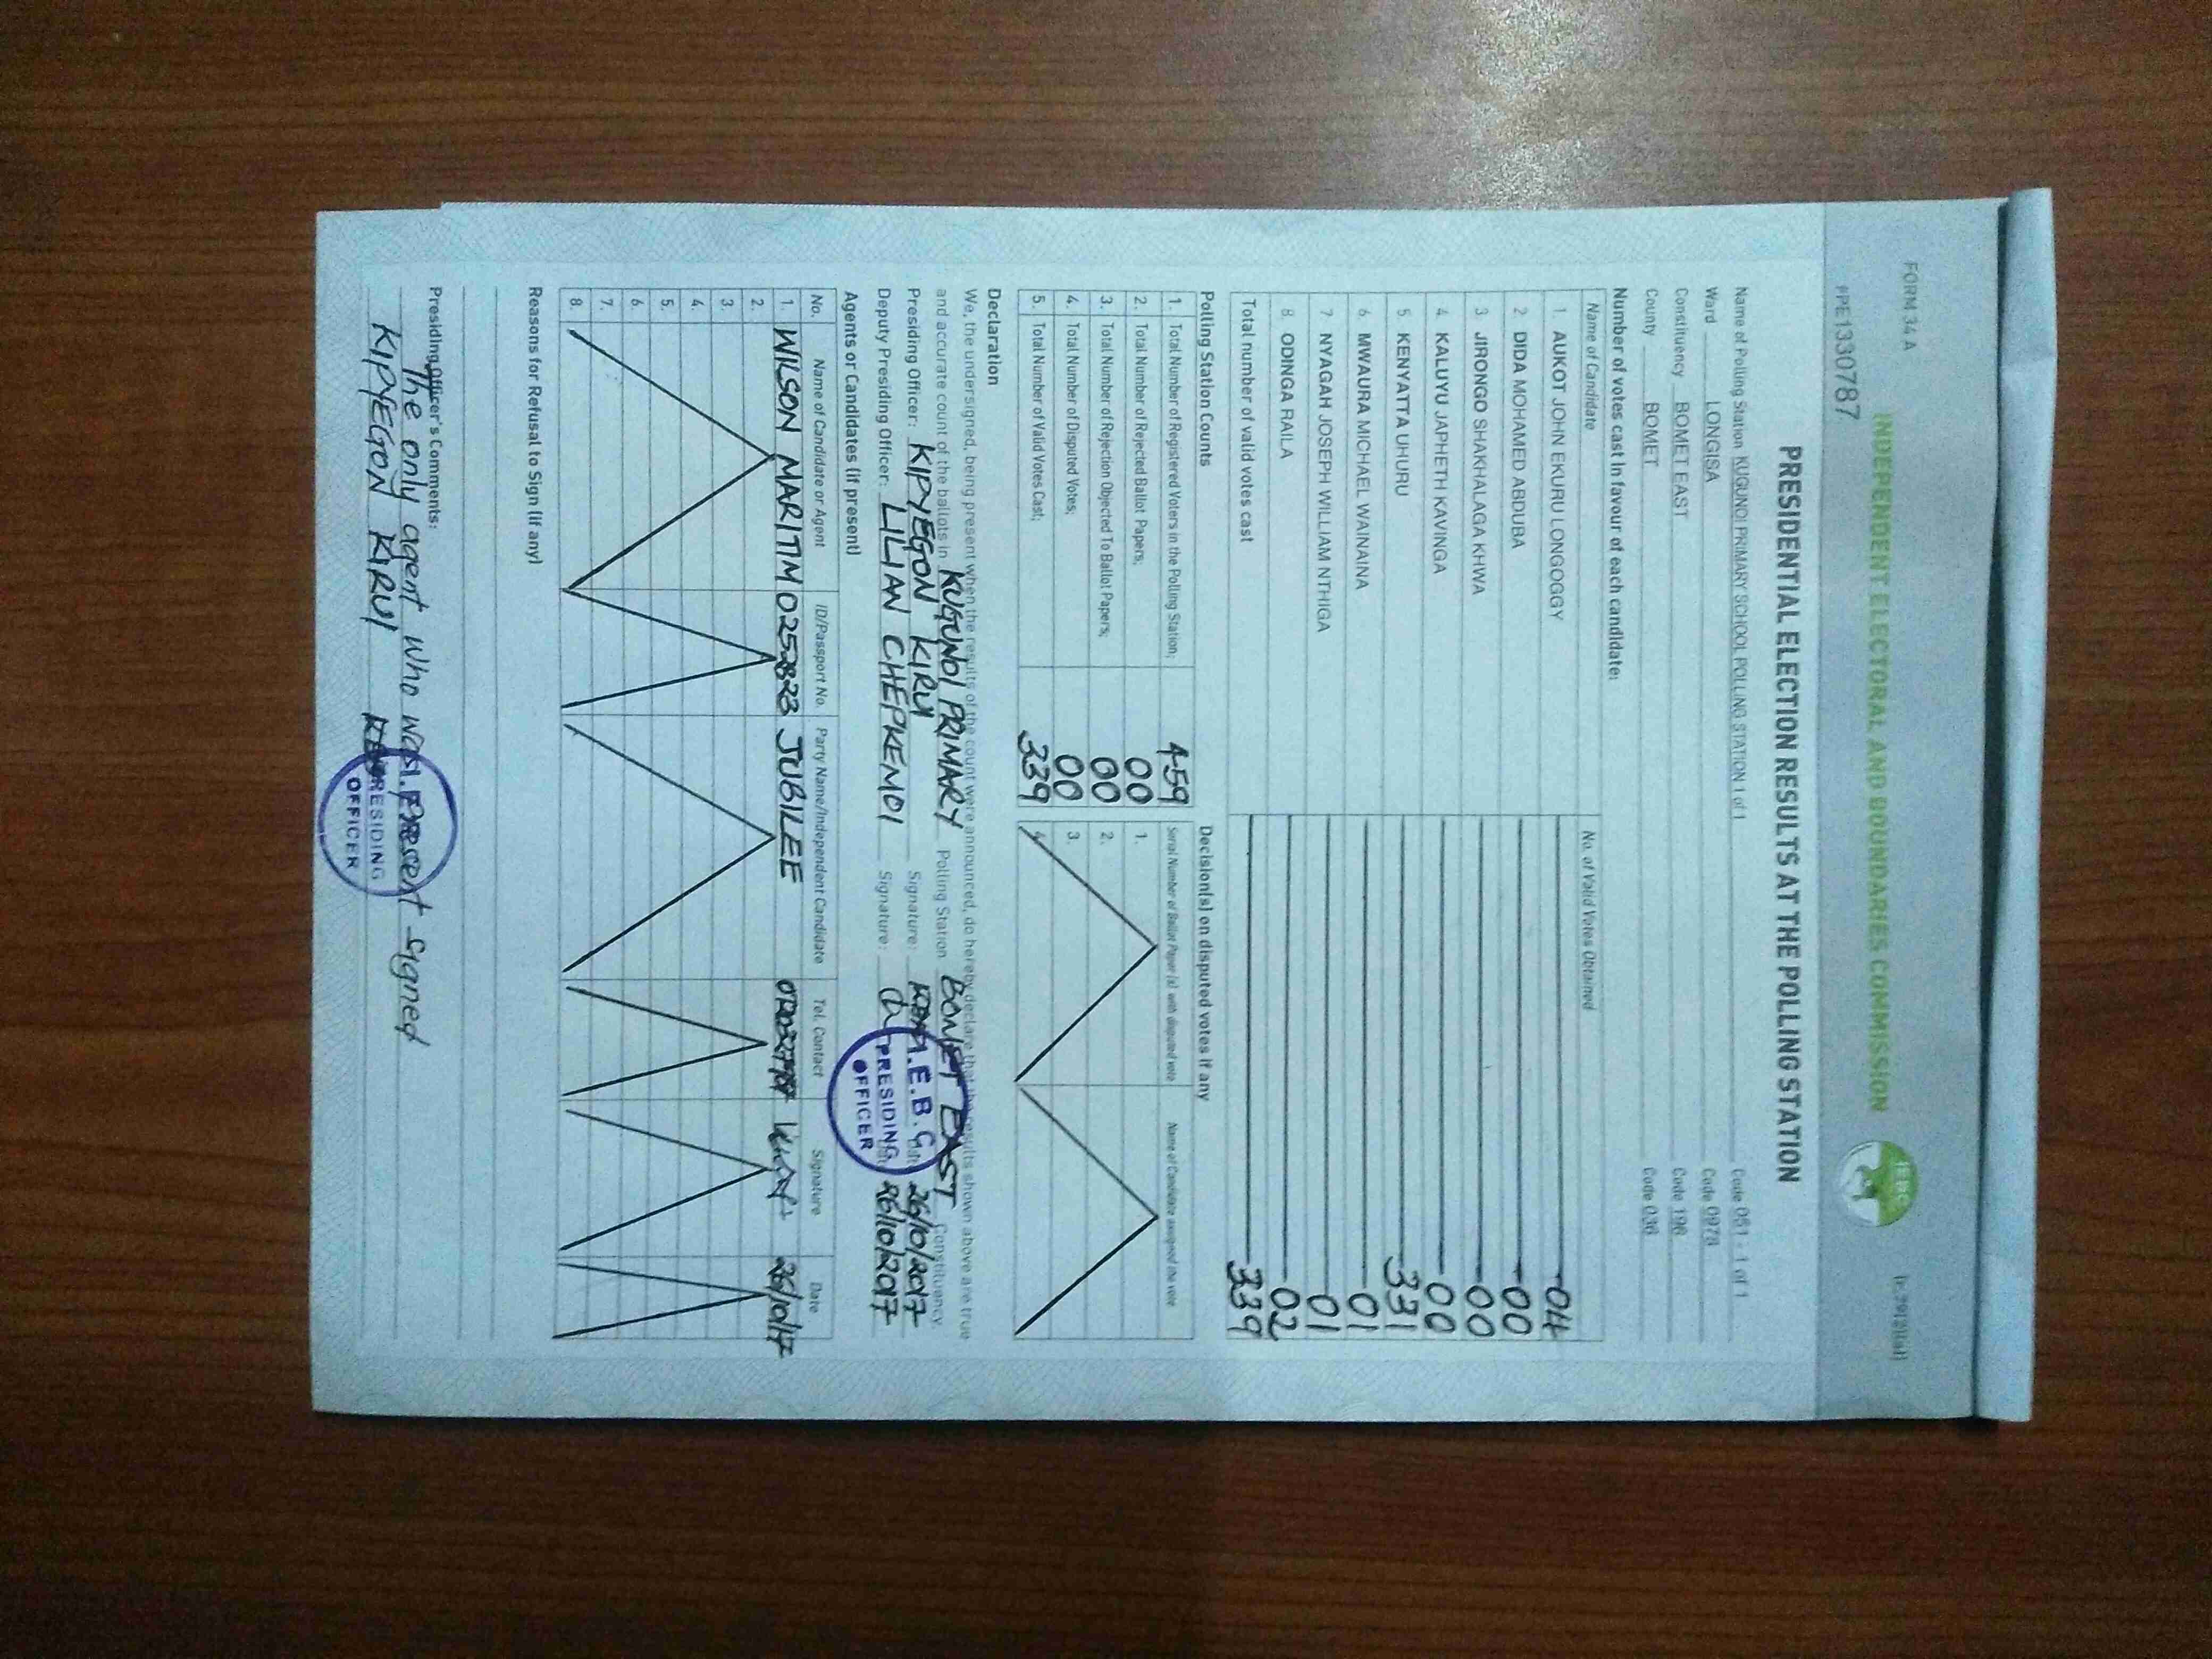 FORM 34 A
PPE1330787
INDEPENDENT ELECTORAL AND BOUNDARIES COMMISSION
IEBC
PRESIDENTIAL ELECTION RESULTS AT THE POLLING STATION
Name of Polling Station KUGUNOI PRIMARY SCHOOL POLLING STATION 1 of 1 Code 051 - 1 of 1
Ward LONGISA Code 0978
Constituency BOMET EAST Code 196
County BOMET Code 036
Number of votes cast in favour of each candidate:
Name of Candidate No. of Valid Votes Obtained
1. AUKOT JOHN EKURU LONGOGGY 04
2 DIDA MOHAMED ABDUBA 00
3 JIRONGO SHAKHALAGA KHWA 00
4 KALUYU JAPHETH KAVINGA 00
5 KENYATTA UHURU 331
6 MWAURA MICHAEL WAINAINA 01
7 NYAGAH JOSEPH WILLIAM NTHIGA 01
8 ODINGA RAILA 02
Total number of valid votes cast 339
Polling Station Counts
1. Total Number of Registered Voters in the Polling Station; 459
2. Total Number of Rejected Ballot Papers; 00
3. Total Number of Rejection Objected To Ballot Papers; 00
4. Total Number of Disputed Votes; 00
5. Total Number of Valid Votes Cast; 339
Decision(s) on disputed votes if any
Serial Number of Ballot Paper (s) with disputed vote Name of Candidate assigned the vote
1.
2.
3.
4
Declaration
We, the undersigned, being present when the results of the count were announced, do hereby declare that the results shown above are true
and accurate count of the ballots in KUGUNOI PRIMARY Polling Station BOMET EAST Constituency.
Presiding Officer: KIPYEGON KIRUI Signature: 26/10/2017
Deputy Presiding Officer: LILIAN CHEPKEMOI Signature: 26/10/2017
I.E.B.C
PRESIDING
OFFICER
Agents or Candidates (if present)
No. Name of Candidate or Agent ID/Passport No. Party Name/Independent Candidate Tel. Contact Signature Date
1. WILSON MARITIM 0252823 JUBILEE 26/10/17
2.
3.
4.
5.
6.
7.
8.
Reasons for Refusal to Sign (if any)
Presiding Officer's Comments:
The only agent who was present signed
KIPYEGON KIRUI
PRESIDING
OFFICER